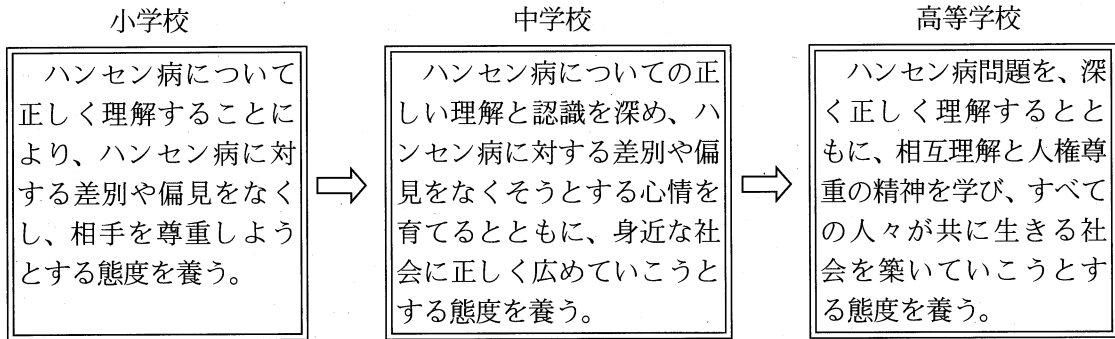 小学校
ハンセン病について
正しく理解することに
より、ハンセン病に対
する差別や偏見をなく
し、相手を尊重しよう
とする態度を養う。
中学校
ハンセン病についての正
しい理解と認識を深め、ハ
ンセン病に対する差別や偏
見をなくそうとする心情を
育てるとともに、身近な社
会に正しく広めていこうと
する態度を養う。
高等学校
ハンセン病問題を、深
く正しく理解するとと
もに、相互理解と人権尊
重の精神を学び、すべて
の人々が共に生きる社
会を築いていこうとす
る態度を養う。